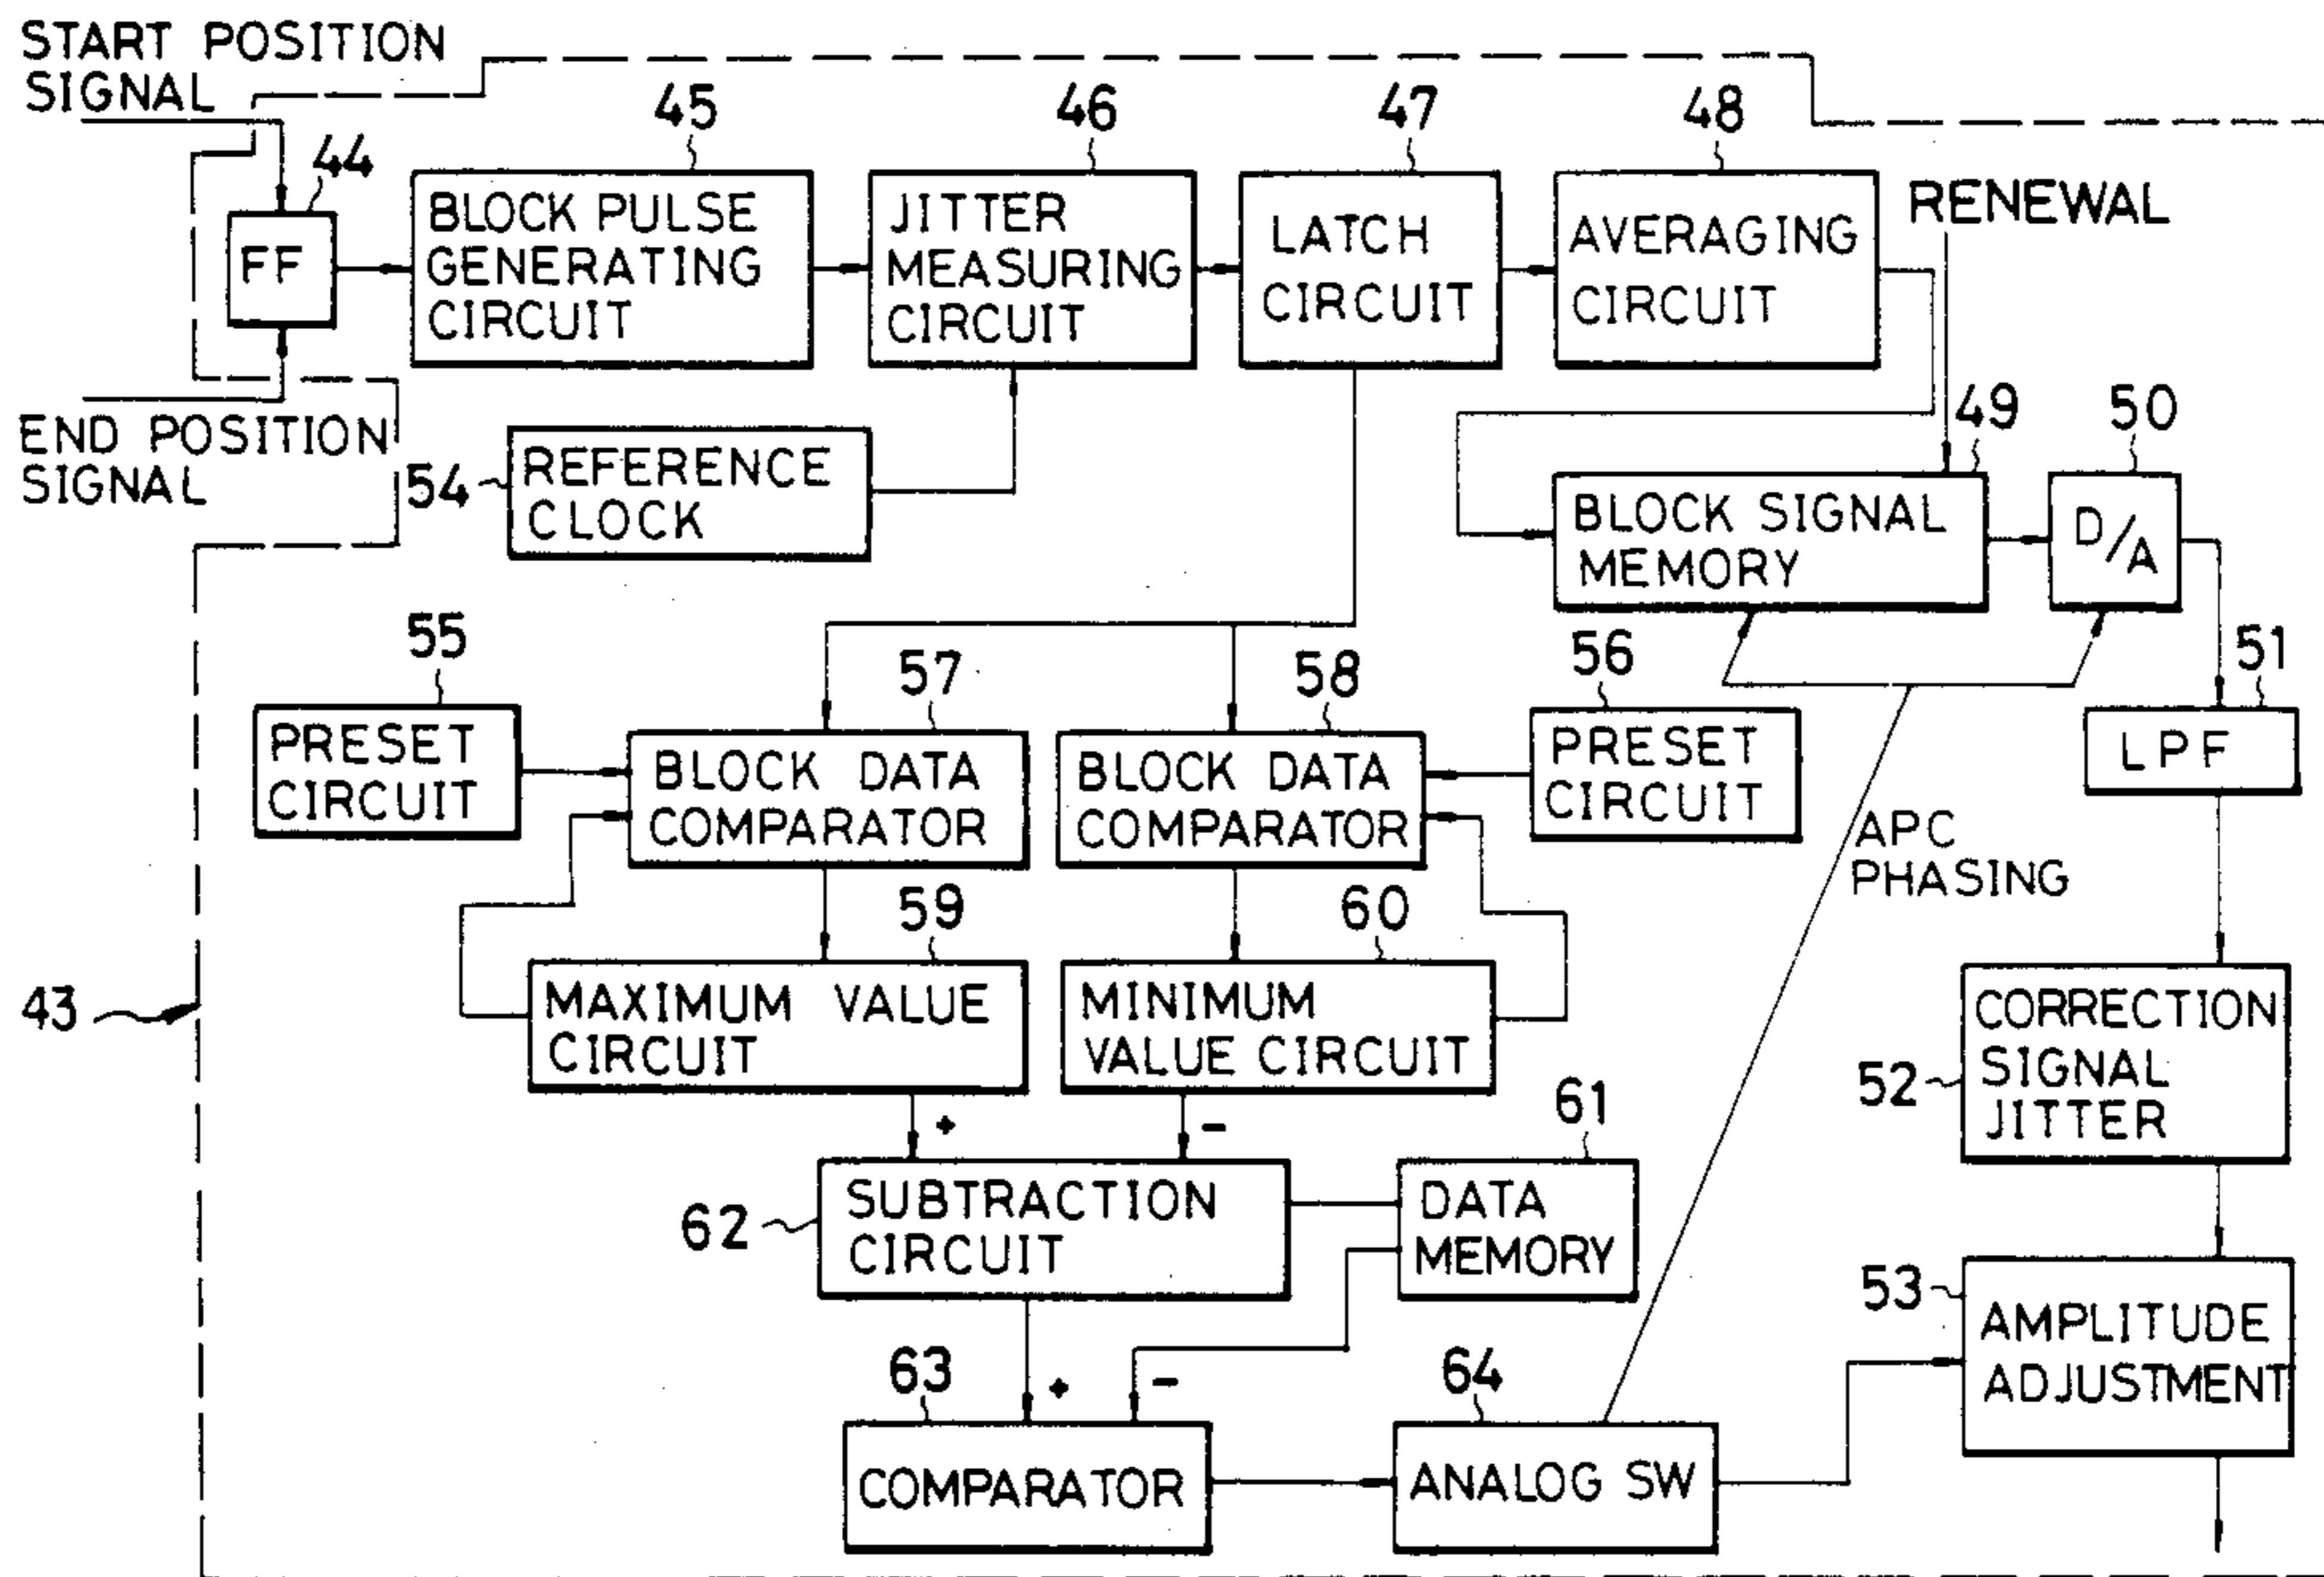 START POSITION
SIGNAL
45
46
47
48
44
FF
BLOCK PULSE
GENERATING
CIRCUIT
JITTER
MEASURING
CIRCUIT
LATCH
CIRCUIT
AVERAGING
CIRCUIT
RENEWAL
END POSITION
SIGNAL
54
REFERENCE
CLOCK
49
50
BLOCK SIGNAL
MEMORY
D/A
55
57
58
56
51
PRESET
CIRCUIT
BLOCK DATA
COMPARATOR
BLOCK DATA
COMPARATOR
PRESET
CIRCUIT
LPF
APC
PHASING
59
60
43
MAXIMUM VALUE
CIRCUIT
MINIMUM
VALUE CIRCUIT
52
CORRECTION
SIGNAL
JITTER
+
-
61
62
SUBTRACTION
CIRCUIT
DATA
MEMORY
53
AMPLITUDE
ADJUSTMENT
63
+
-
64
COMPARATOR
ANALOG SW